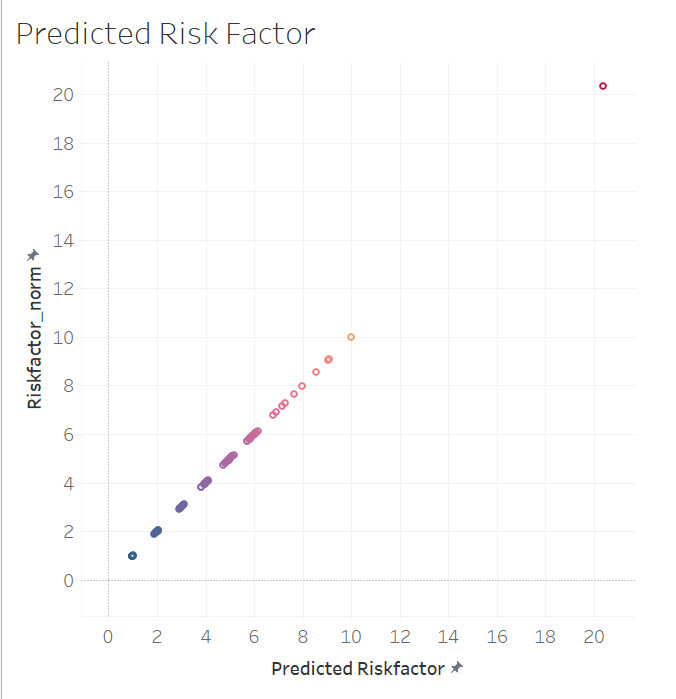 Predicted Risk Factor
20
18
16
14
12
10
8
6
4
2
0
Riskfactor_norm
0 2 4 6 8 10 12 14 16 18 20
Predicted Riskfactor